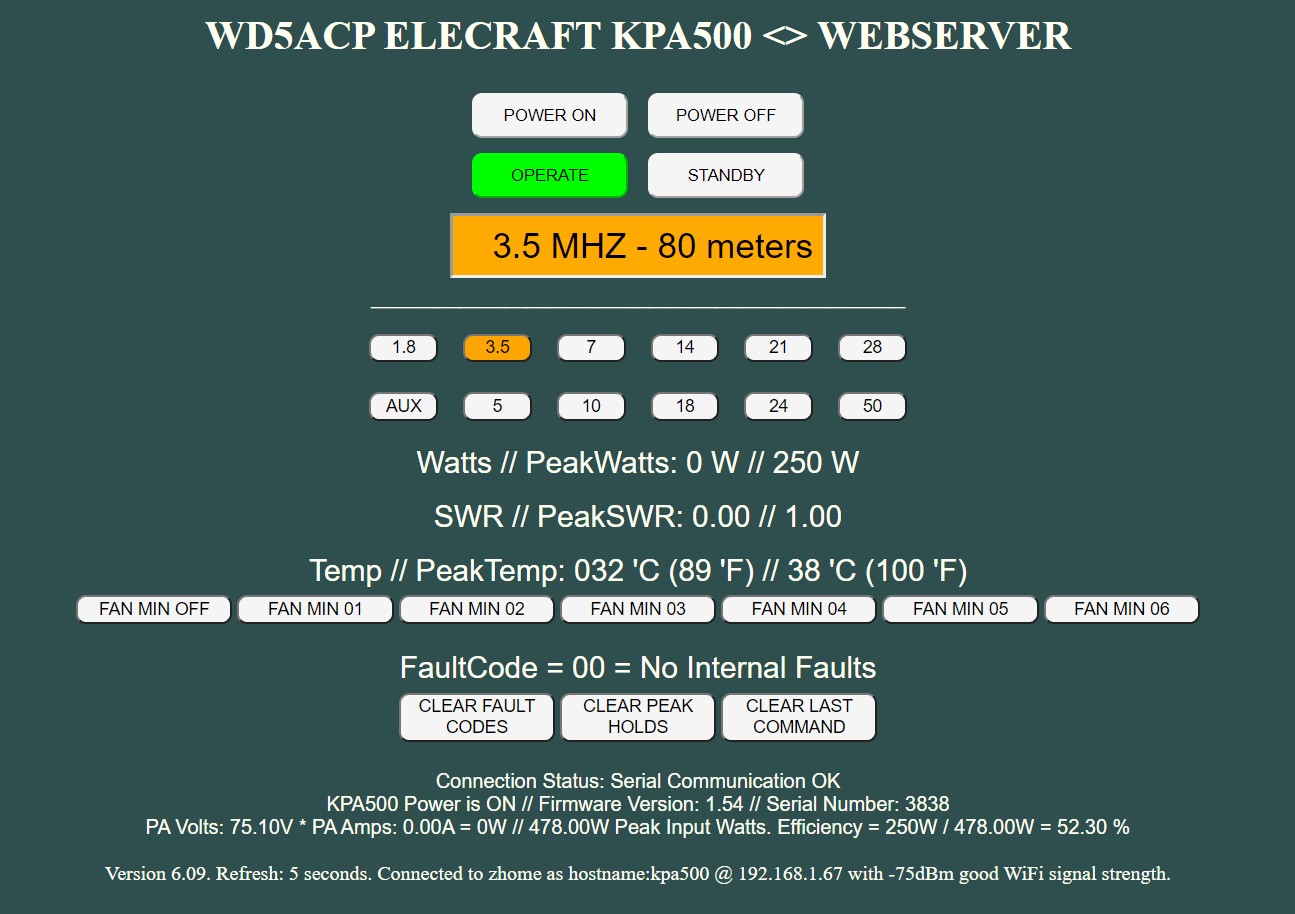 WD5ACP ELECRAFT KPA500 <> WEBSERVER
POWER ON POWER OFF
OPERATE STANDBY
3.5 MHZ - 80 meters
1.8 3.5 7 14 21 28
AUX 5 10 18 24 50
Watts // PeakWatts: 0 W // 250 W
SWR // PeakSWR: 0.00 // 1.00
Temp // PeakTemp: 032 'C (89 'F) // 38 'C (100 'F)
FAN MIN OFF FAN MIN 01 FAN MIN 02 FAN MIN 03 FAN MIN 04 FAN MIN 05 FAN MIN 06
FaultCode = 00 = No Internal Faults
CLEAR FAULT CLEAR PEAK CLEAR LAST
CODES HOLDS COMMAND
Connection Status: Serial Communication OK
KPA500 Power is ON // Firmware Version: 1.54 // Serial Number: 3838
PA Volts: 75.10V * PA Amps: 0.00A = 0W // 478.00W Peak Input Watts. Efficiency = 250W / 478.00W = 52.30 %
Version 6.09. Refresh: 5 seconds. Connected to zhome as hostname:kpa500 @ 192.168.1.67 with -75dBm good WiFi signal strength.